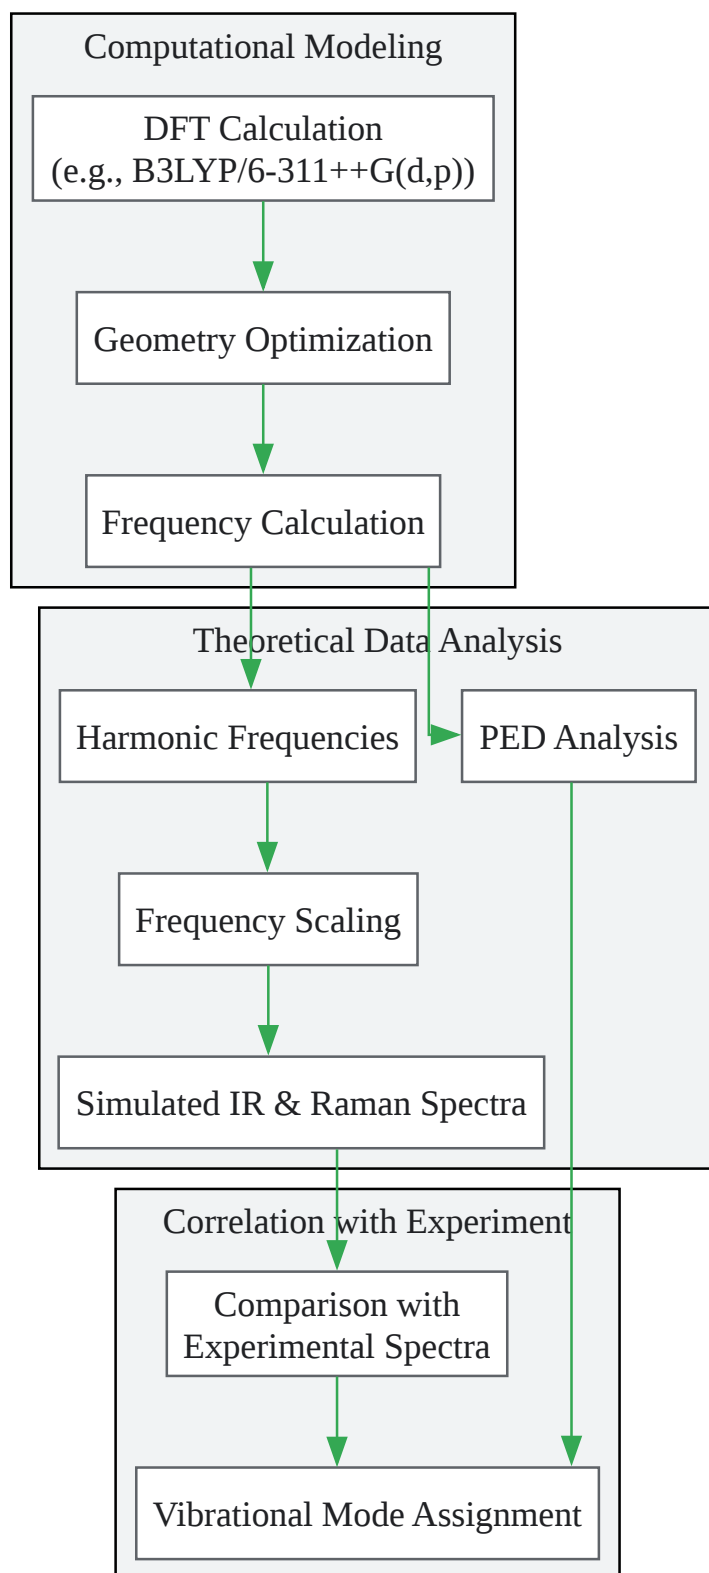 Computational Modeling
DFT Calculation
(e.g., B3LYP/6-311++G(d,p))
Geometry Optimization
Frequency Calculation
Theoretical Data Analysis
Harmonic Frequencies
PED Analysis
Frequency Scaling
Simulated IR & Raman Spectra
Correlation with Experiment
Comparison with
Experimental Spectra
Vibrational Mode Assignment